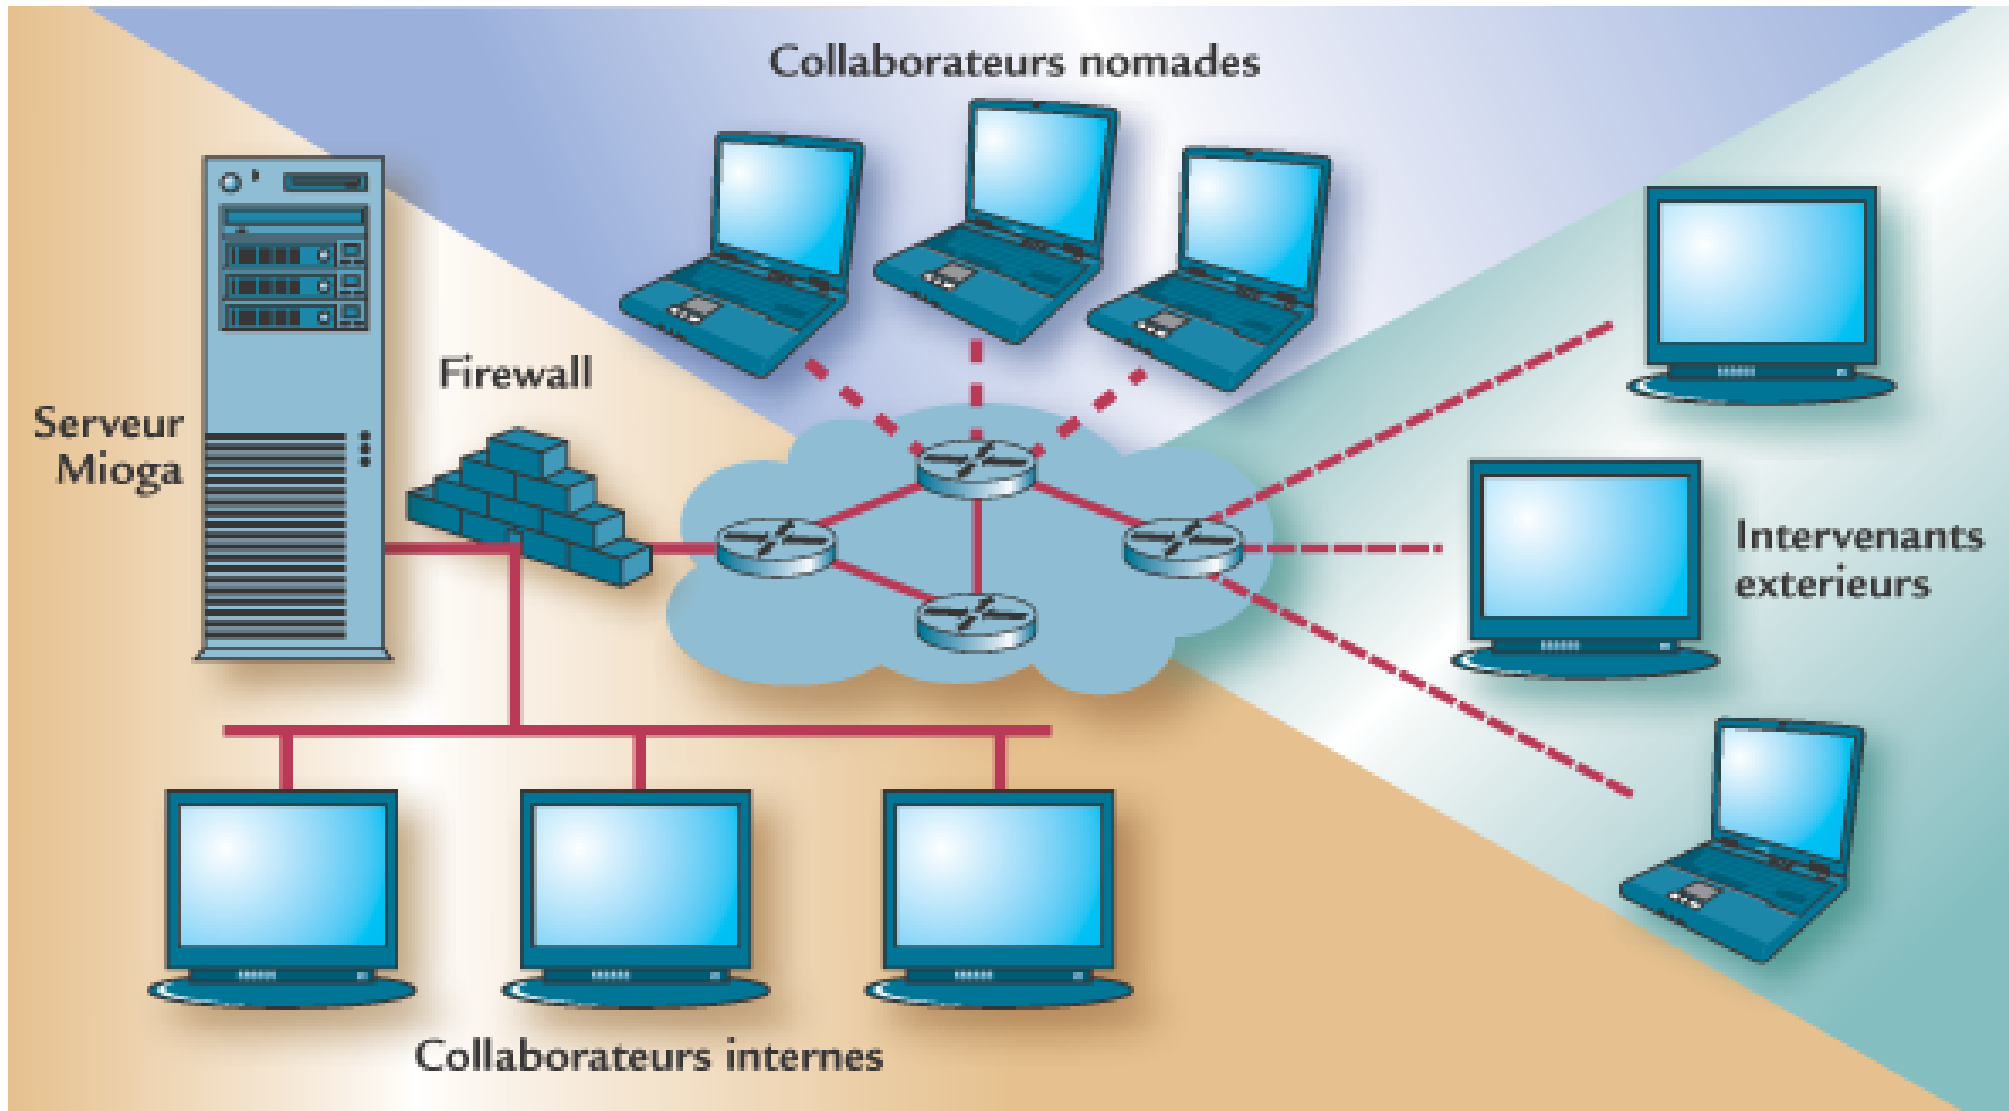 Collaborateurs nomades
Firewall
Serveur
Mioga
Intervenants
exterieurs
Collaborateurs internes